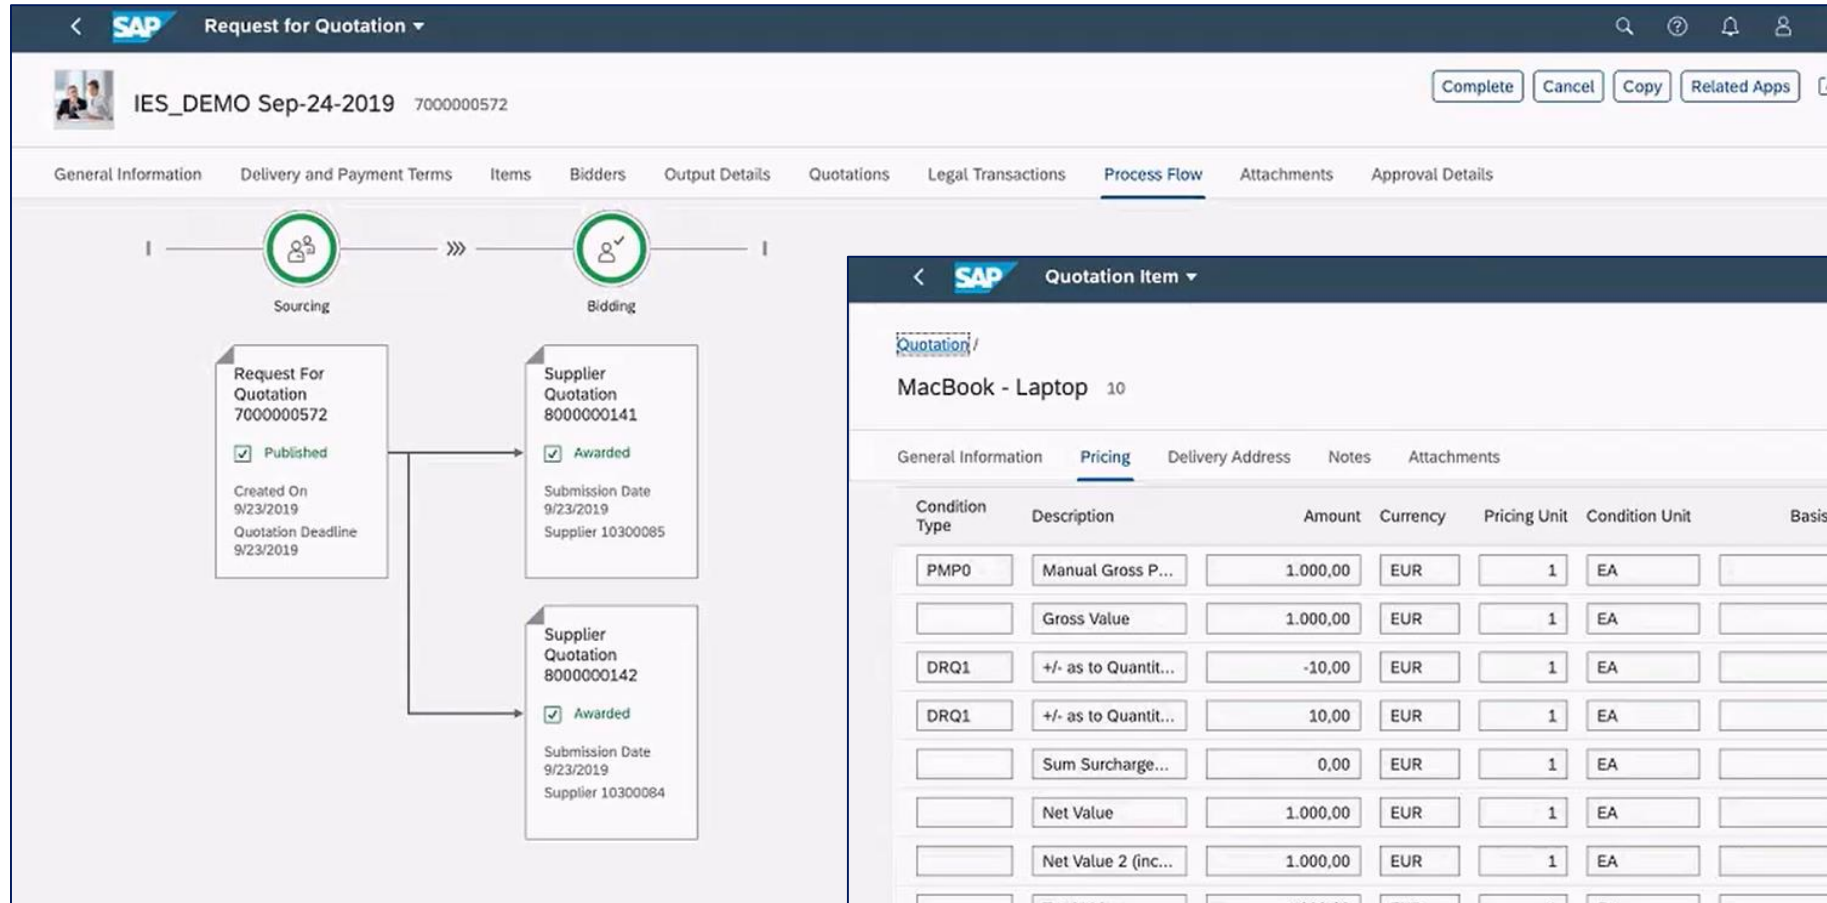 SAP Request for Quotation
IES_DEMO Sep-24-2019 7000000572
Complete Cancel Copy Related Apps
General Information Delivery and Payment Terms Items Bidders Output Details Quotations Legal Transactions Process Flow Attachments Approval Details
Sourcing
Bidding
Request For
Quotation
7000000572
Published
Created On
9/23/2019
Quotation Deadline
9/23/2019
Supplier
Quotation
8000000141
Awarded
Submission Date
9/23/2019
Supplier 10300085
Supplier
Quotation
8000000142
Awarded
Submission Date
9/23/2019
Supplier 10300084
SAP Quotation Item
Quotation /
MacBook - Laptop 10
General Information Pricing Delivery Address Notes Attachments
Condition
Type Description Amount Currency Pricing Unit Condition Unit Basis
PMP0 Manual Gross P... 1.000,00 EUR 1 EA
Gross Value 1.000,00 EUR 1 EA
DRQ1 +/- as to Quantit... -10,00 EUR 1 EA
DRQ1 +/- as to Quantit... 10,00 EUR 1 EA
Sum Surcharge... 0,00 EUR 1 EA
Net Value 1.000,00 EUR 1 EA
Net Value 2 (inc... 1.000,00 EUR 1 EA